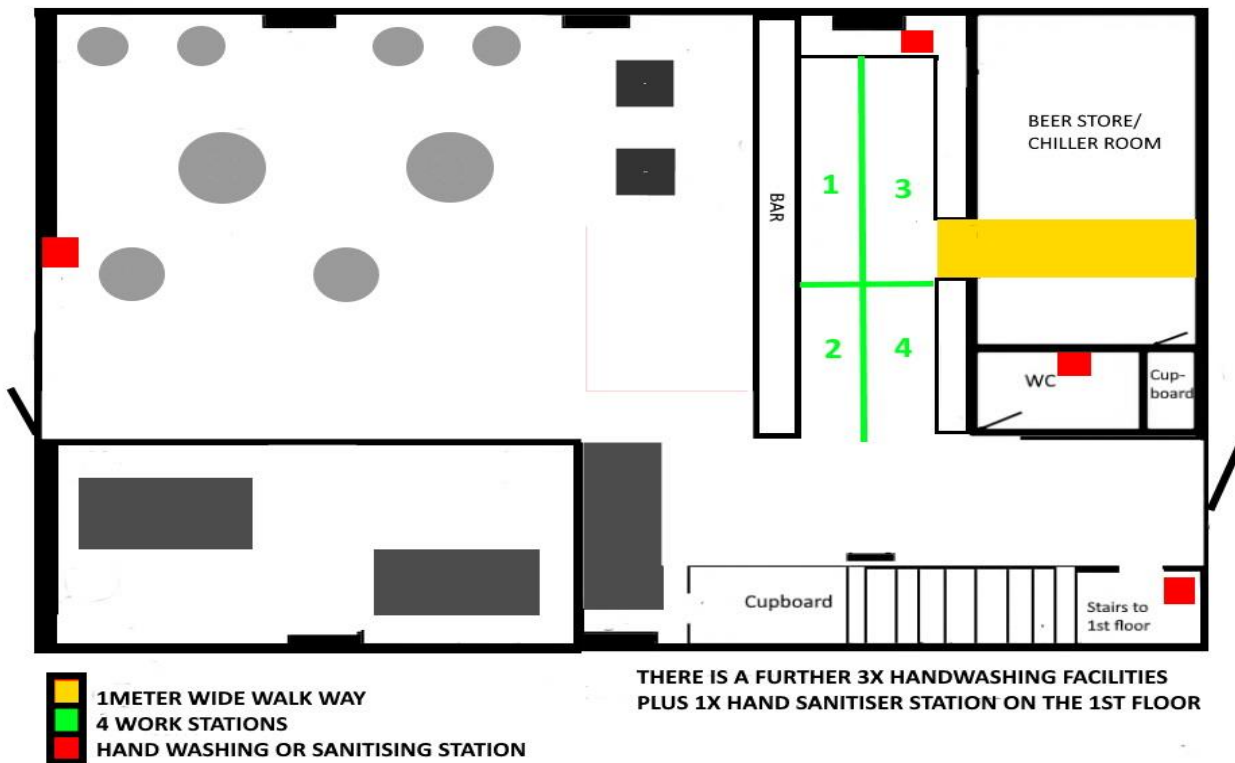 BEER STORE/
CHILLER ROOM
1
3
BAR
2
4
WC
Cup-
board
Cupboard
Stairs to
1st floor
1METER WIDE WALK WAY
4 WORK STATIONS
HAND WASHING OR SANITISING STATION
THERE IS A FURTHER 3X HANDWASHING FACILITIES
PLUS 1X HAND SANITISER STATION ON THE 1ST FLOOR